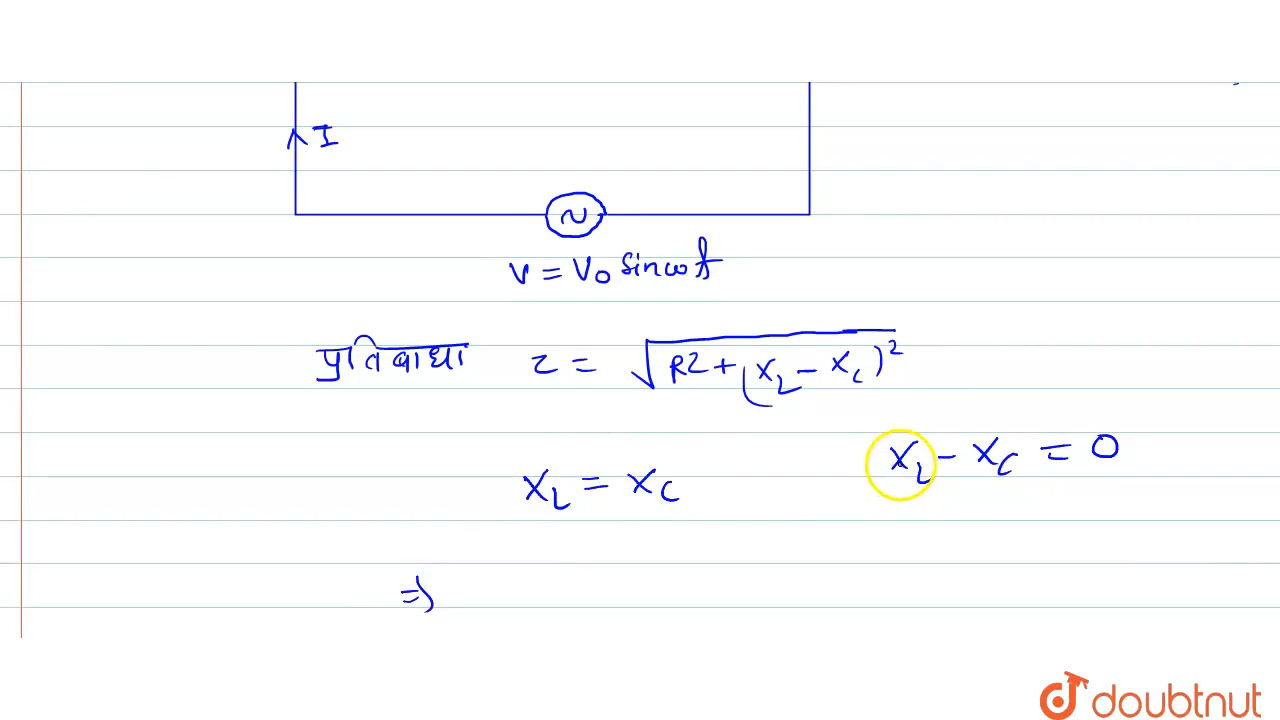 I
V = V₀ sinωt
प्रतिबाधा z = √(R2 + (X_L - X_C)²
X_L - X_C = 0
X_L = X_C
⇒
doubtnut